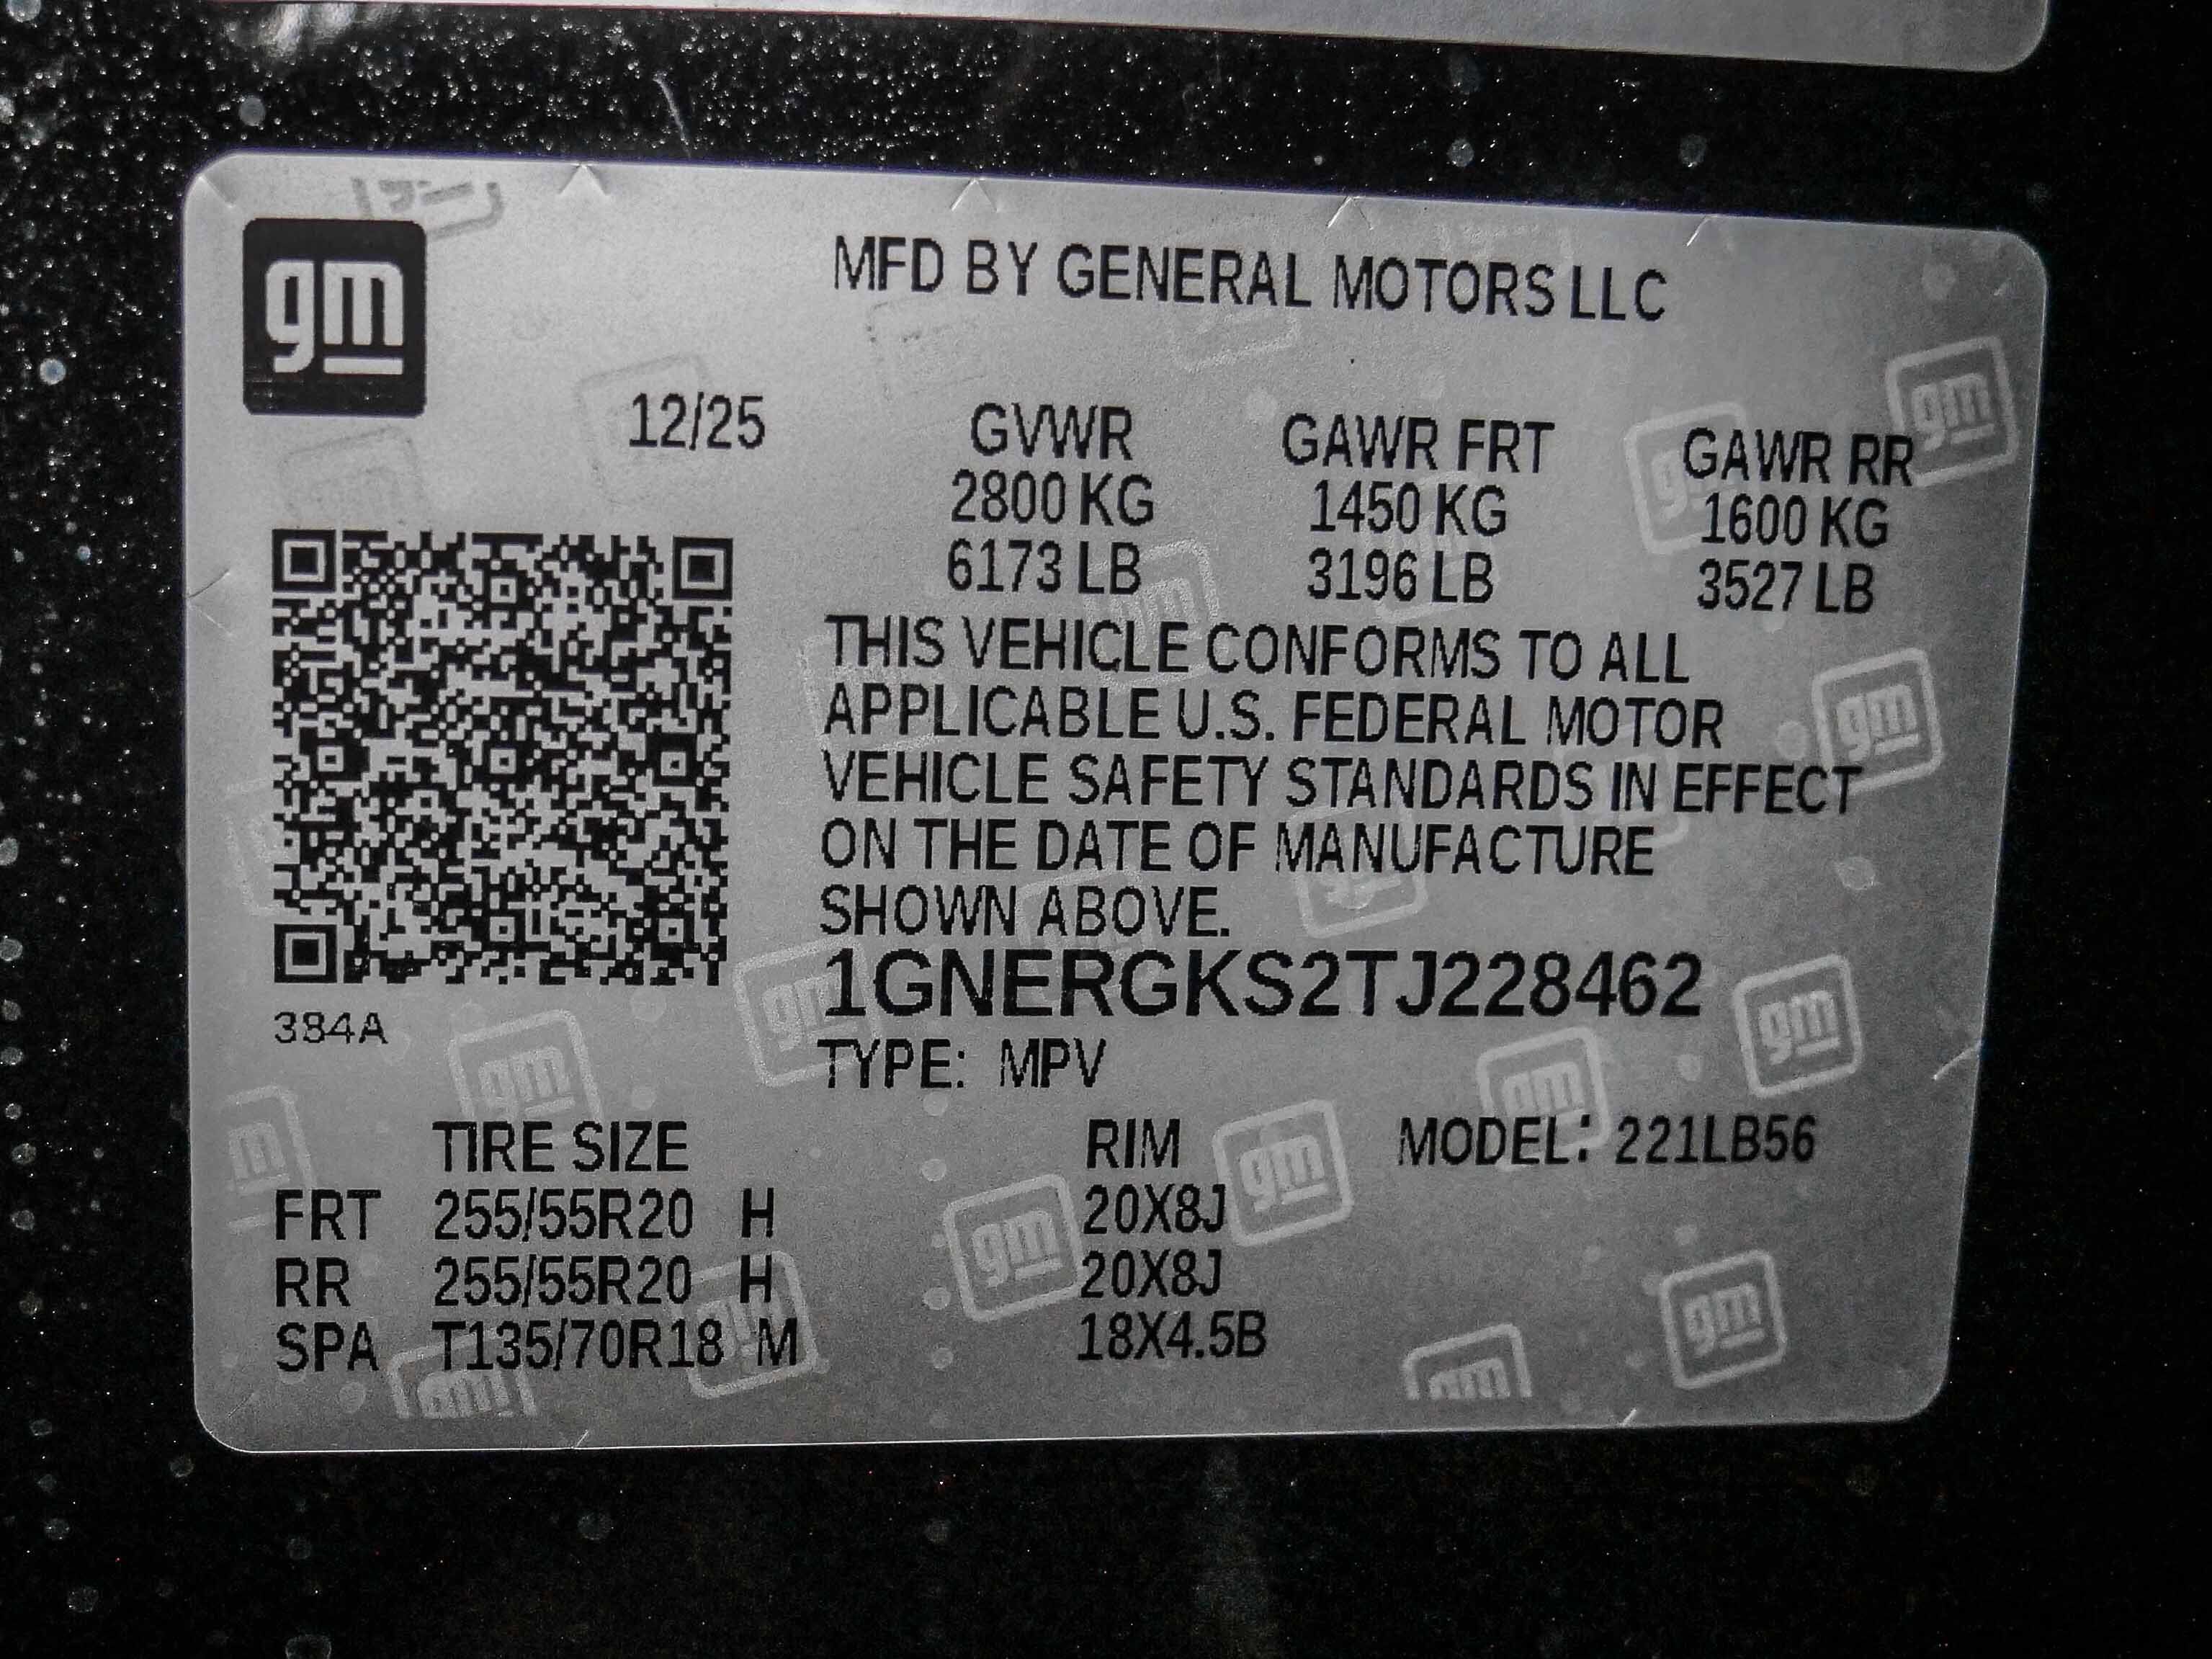 gm
MFD BY GENERAL MOTORS LLC
12/25
GVWR GAWR FRT GAWR RR
2800 KG 1450 KG 1600 KG
6173 LB 3196 LB 3527 LB
THIS VEHICLE CONFORMS TO ALL
APPLICABLE U.S. FEDERAL MOTOR
VEHICLE SAFETY STANDARDS IN EFFECT
ON THE DATE OF MANUFACTURE
SHOWN ABOVE.
1GNERGKS2TJ228462
384A
TYPE: MPV
TIRE SIZE RIM MODEL: 221LB56
FRT 255/55R20 H 20X8J
RR 255/55R20 H 20X8J
SPA T135/70R18 M 18X4.5B